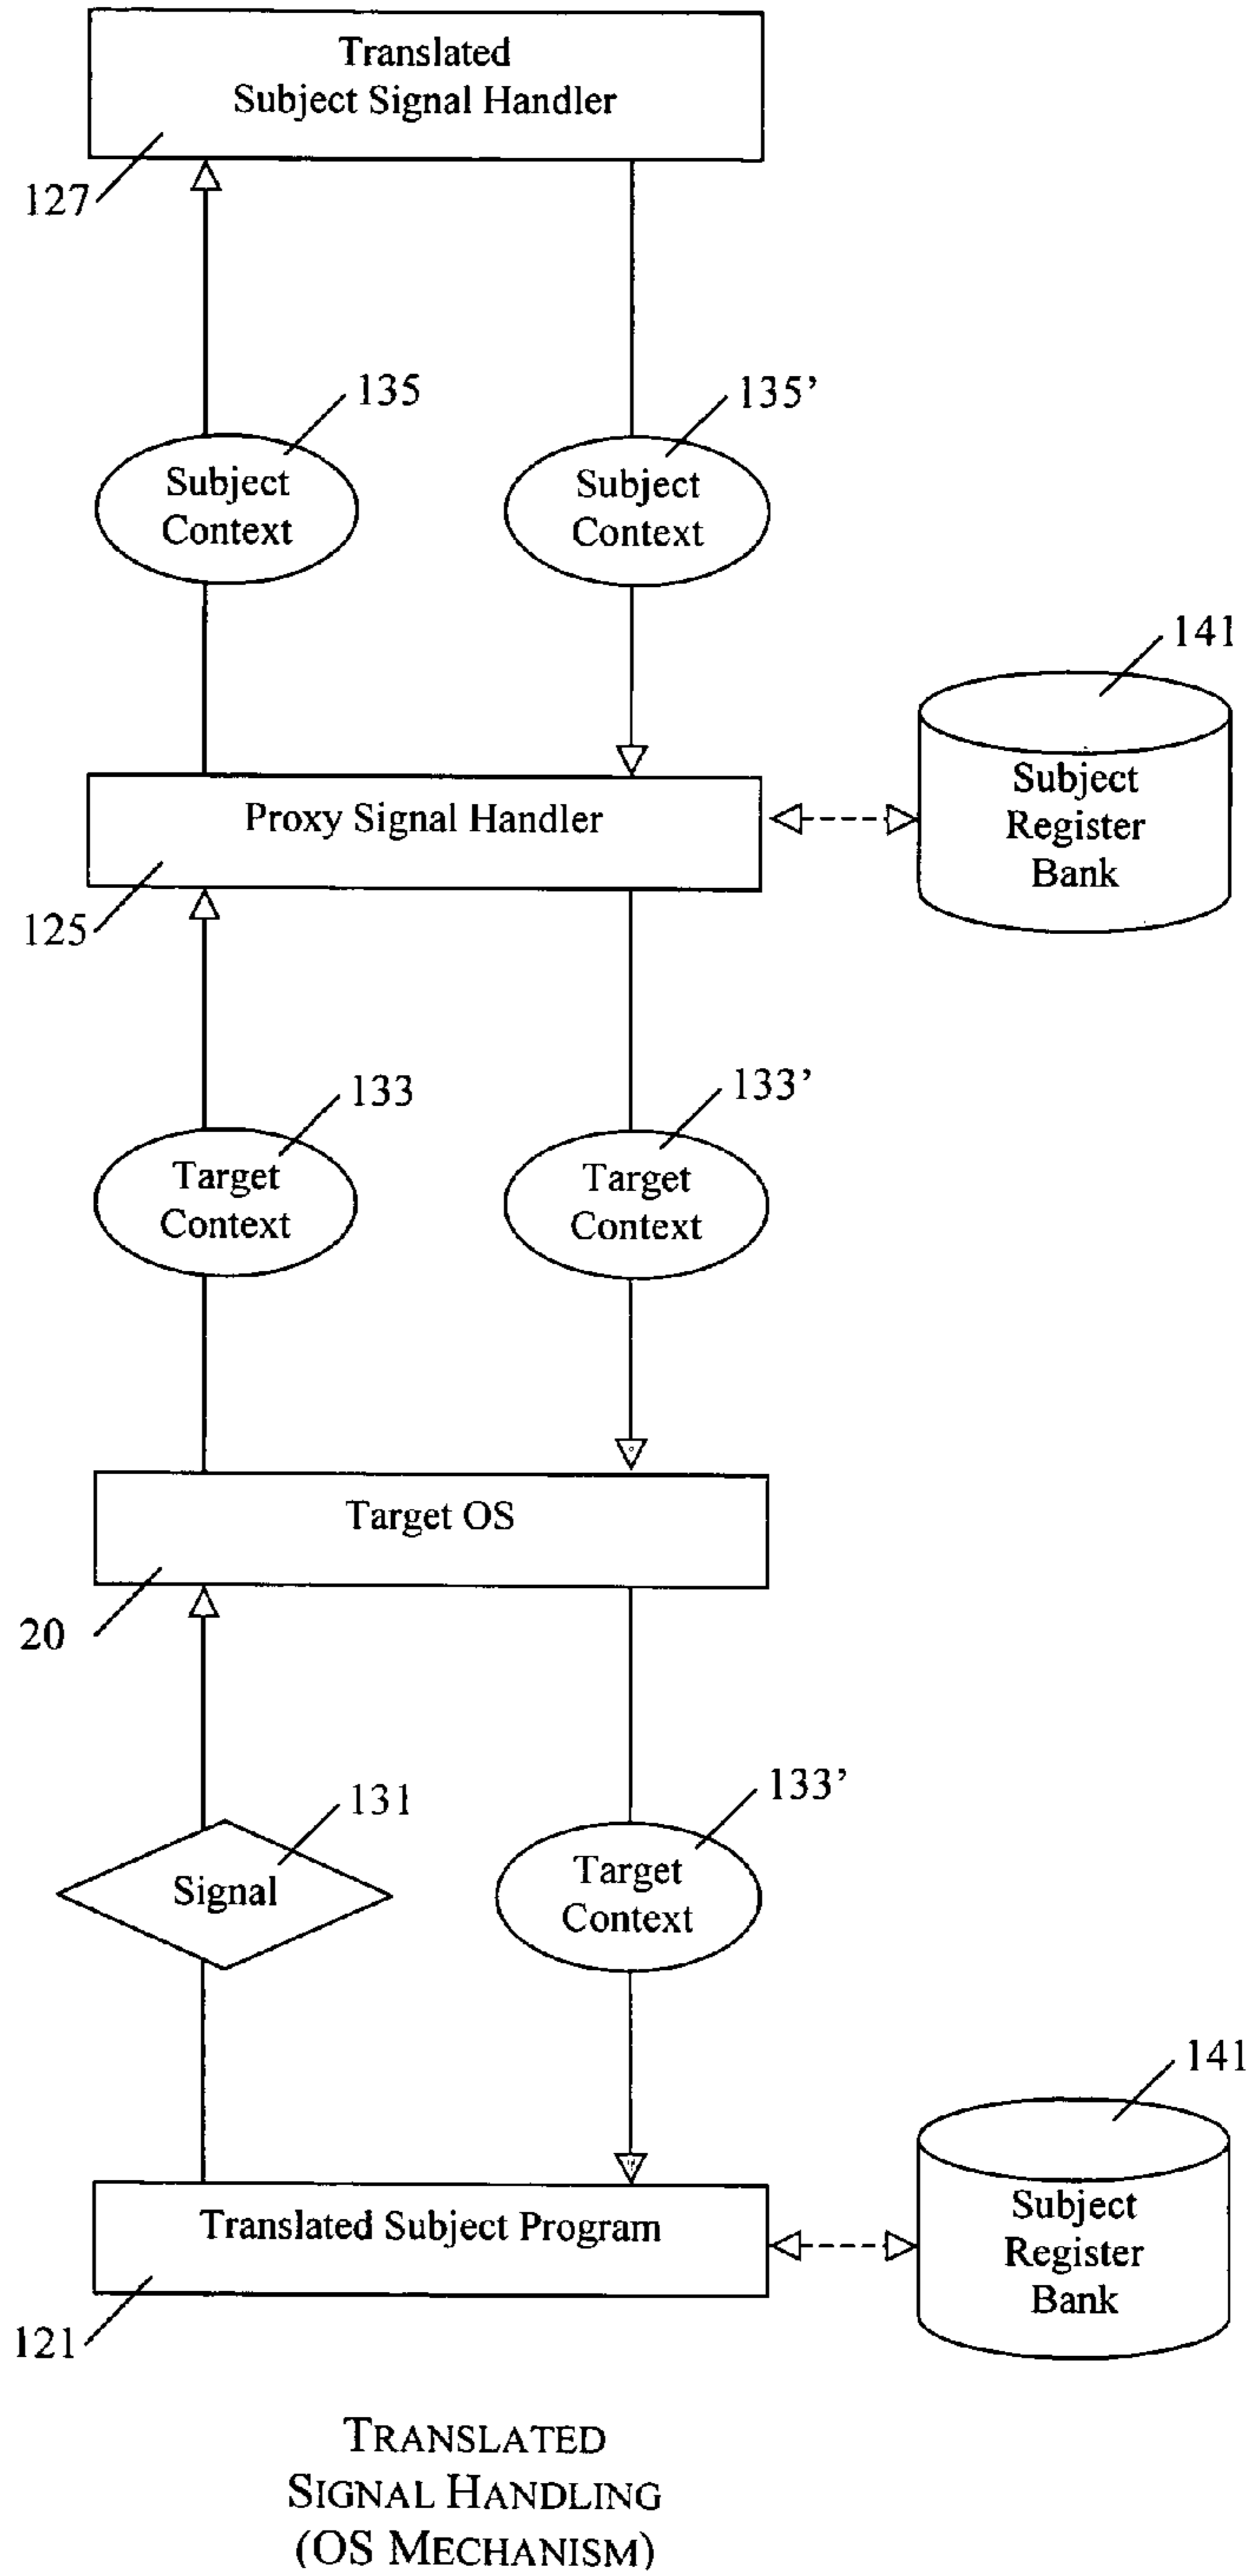 Translated
Subject Signal Handler
127
135
135’
Subject
Context
Subject
Context
141
Subject
Register
Bank
Proxy Signal Handler
125
133
133’
Target
Context
Target
Context
Target OS
20
131
133’
Signal
Target
Context
141
Subject
Register
Bank
Translated Subject Program
121
TRANSLATED
SIGNAL HANDLING
(OS MECHANISM)